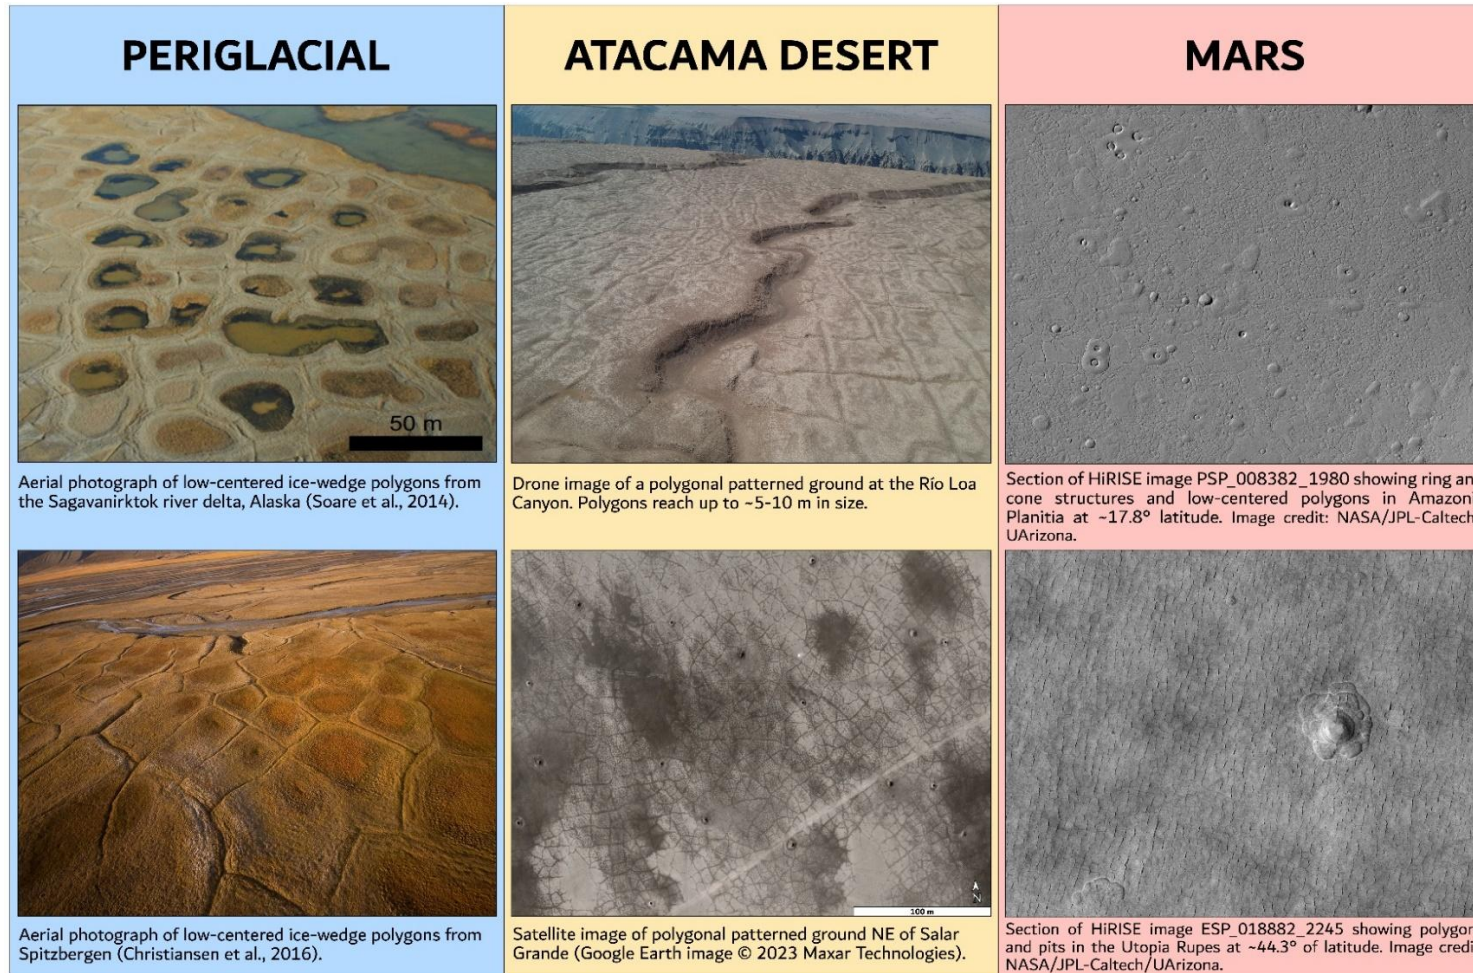 PERIGLACIAL
50 m
Aerial photograph of low-centered ice-wedge polygons from
the Sagavanirktok river delta, Alaska (Soare et al., 2014).
Aerial photograph of low-centered ice-wedge polygons from
Spitzbergen (Christiansen et al., 2016).
ATACAMA DESERT
Drone image of a polygonal patterned ground at the Río Loa
Canyon. Polygons reach up to ~5-10 m in size.
N
100 m
Satellite image of polygonal patterned ground NE of Salar
Grande (Google Earth image © 2023 Maxar Technologies).
MARS
Section of HiRISE image PSP_008382_1980 showing ring an
cone structures and low-centered polygons in Amazon
Planitia at ~17.8° latitude. Image credit: NASA/JPL-Caltech
UArizona.
Section of HiRISE image ESP_018882_2245 showing polygon
and pits in the Utopia Rupes at ~44.3° of latitude. Image credi
NASA/JPL-Caltech/UArizona.